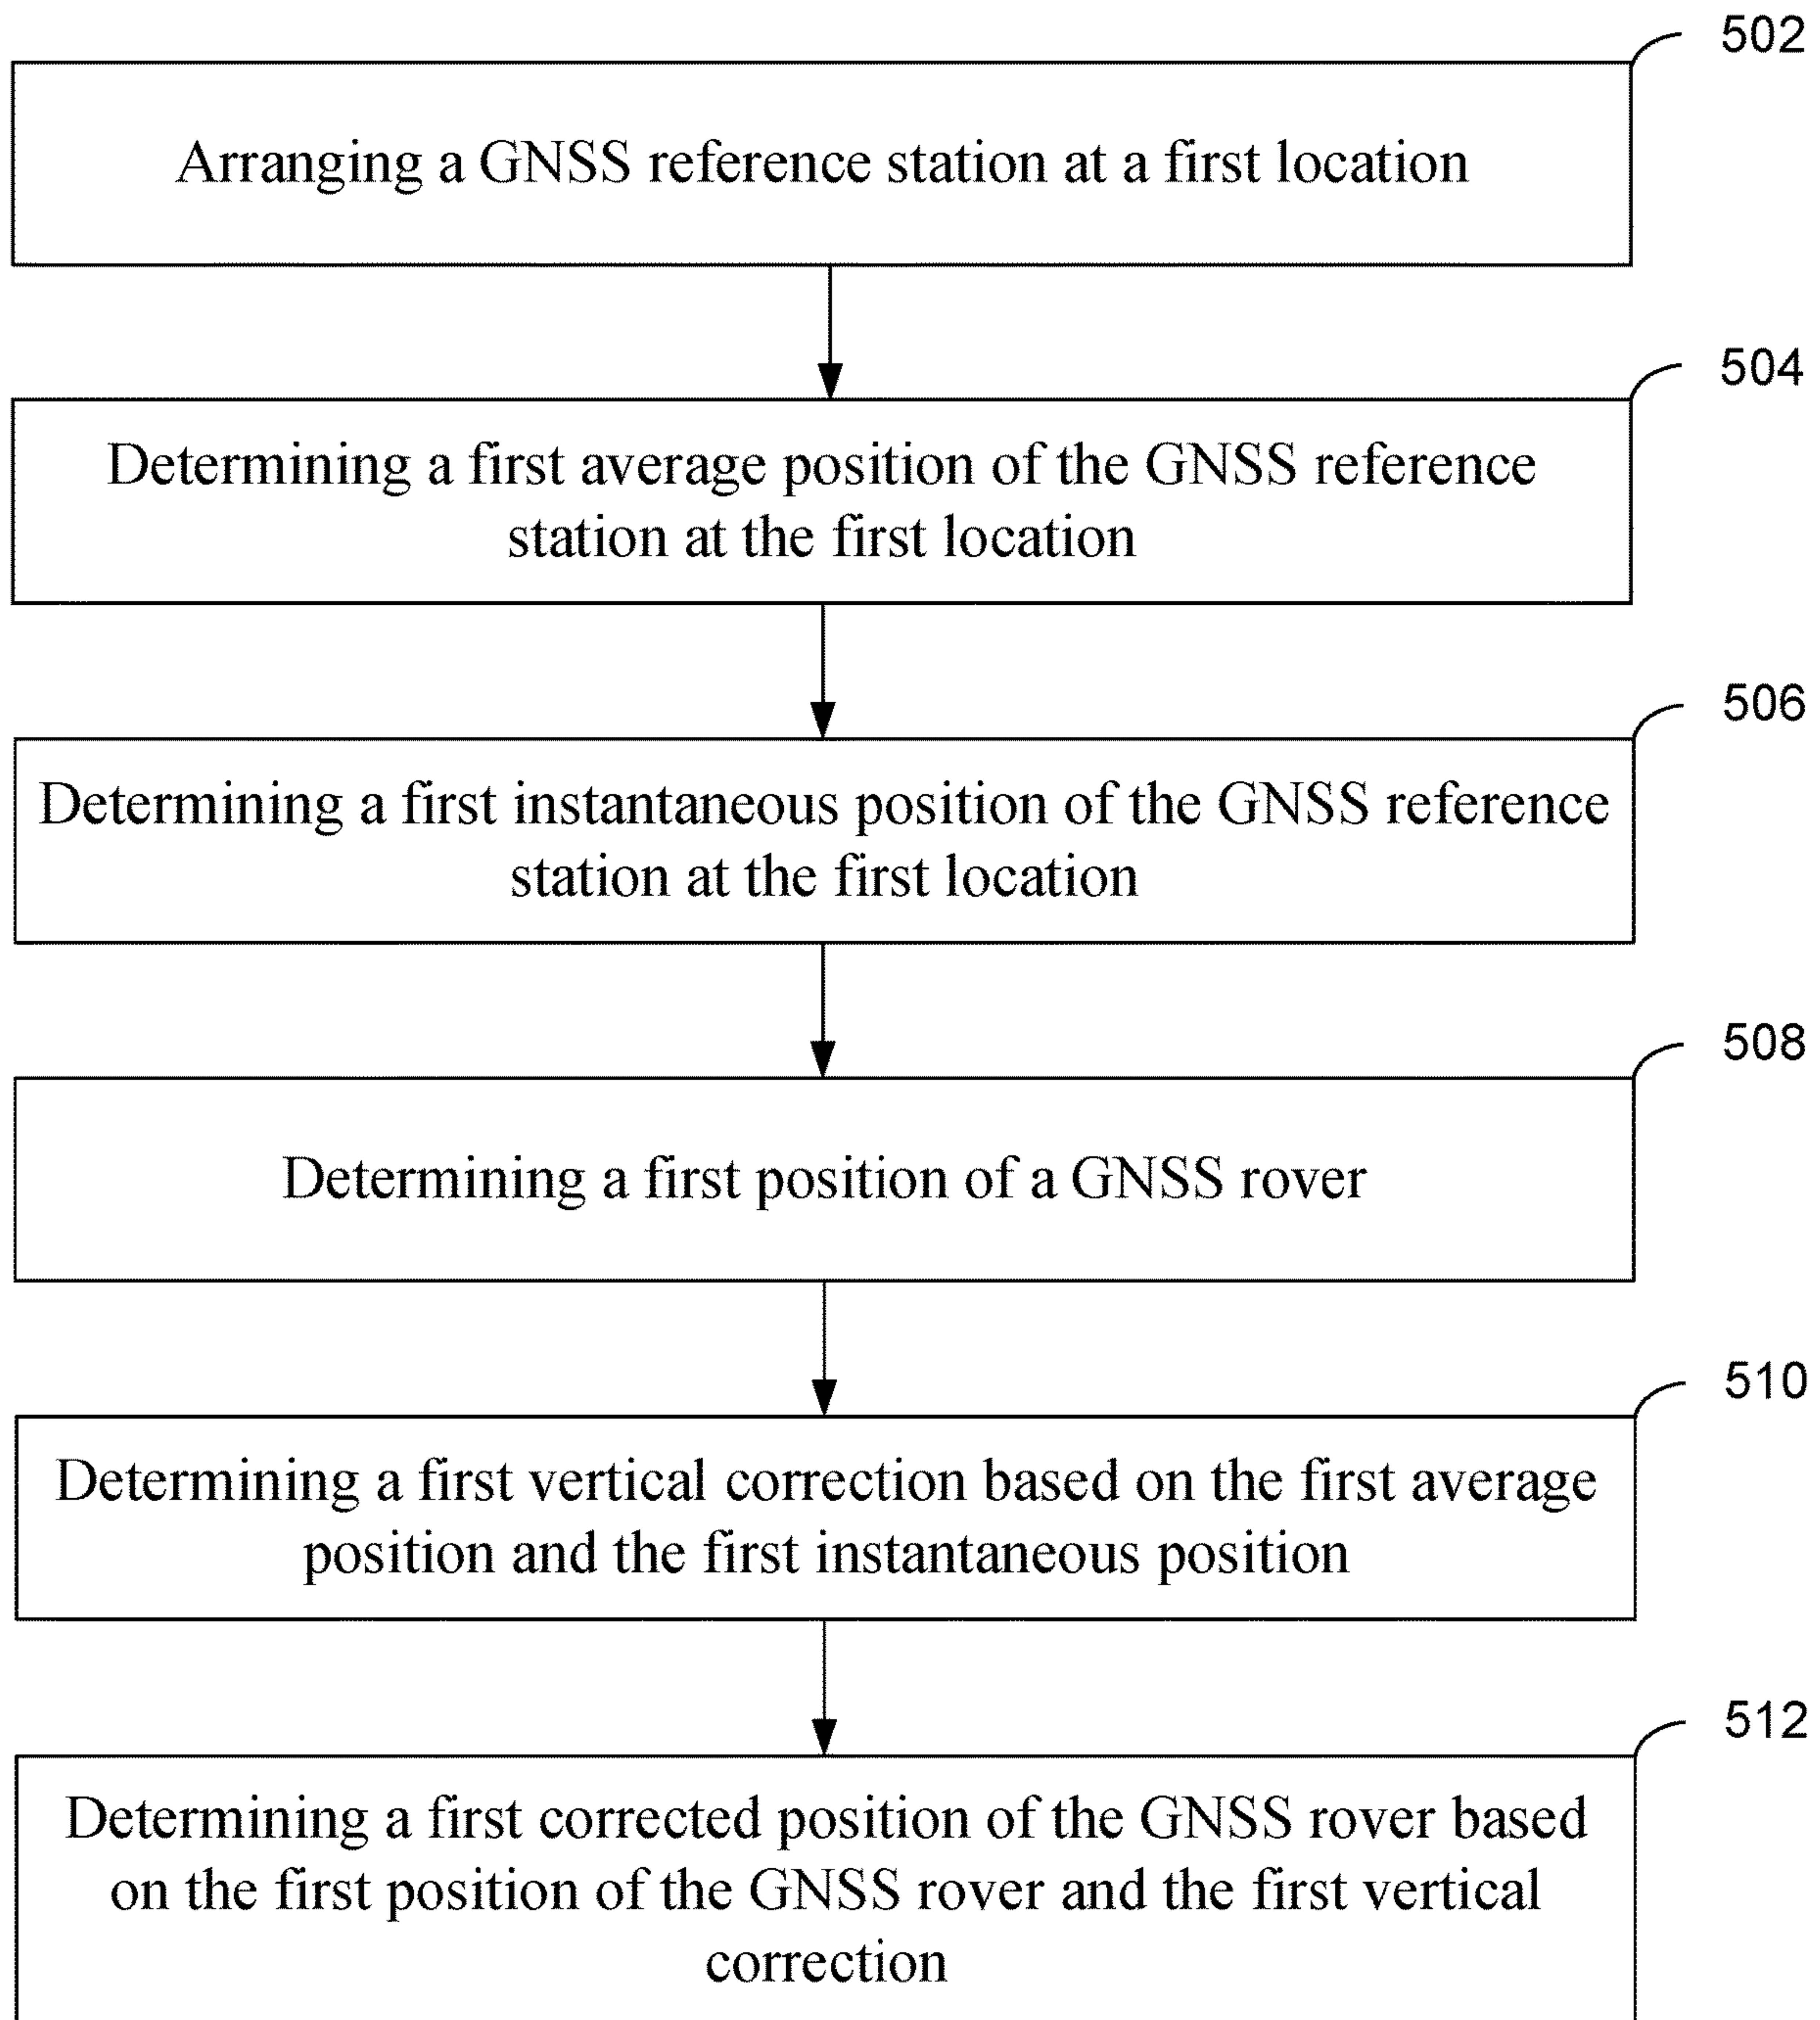 502
Arranging a GNSS reference station at a first location
504
Determining a first average position of the GNSS reference
station at the first location
506
Determining a first instantaneous position of the GNSS reference
station at the first location
508
Determining a first position of a GNSS rover
510
Determining a first vertical correction based on the first average
position and the first instantaneous position
512
Determining a first corrected position of the GNSS rover based
on the first position of the GNSS rover and the first vertical
correction